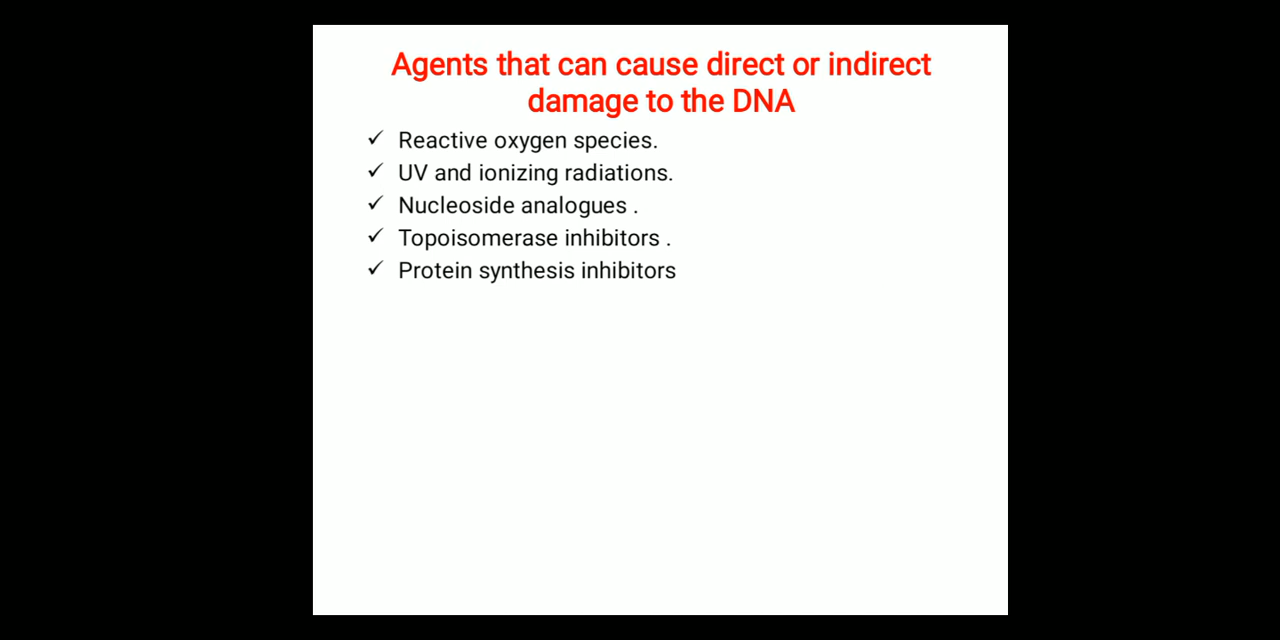 Agents that can cause direct or indirect
damage to the DNA
✓ Reactive oxygen species.
✓ UV and ionizing radiations.
✓ Nucleoside analogues .
✓ Topoisomerase inhibitors .
✓ Protein synthesis inhibitors